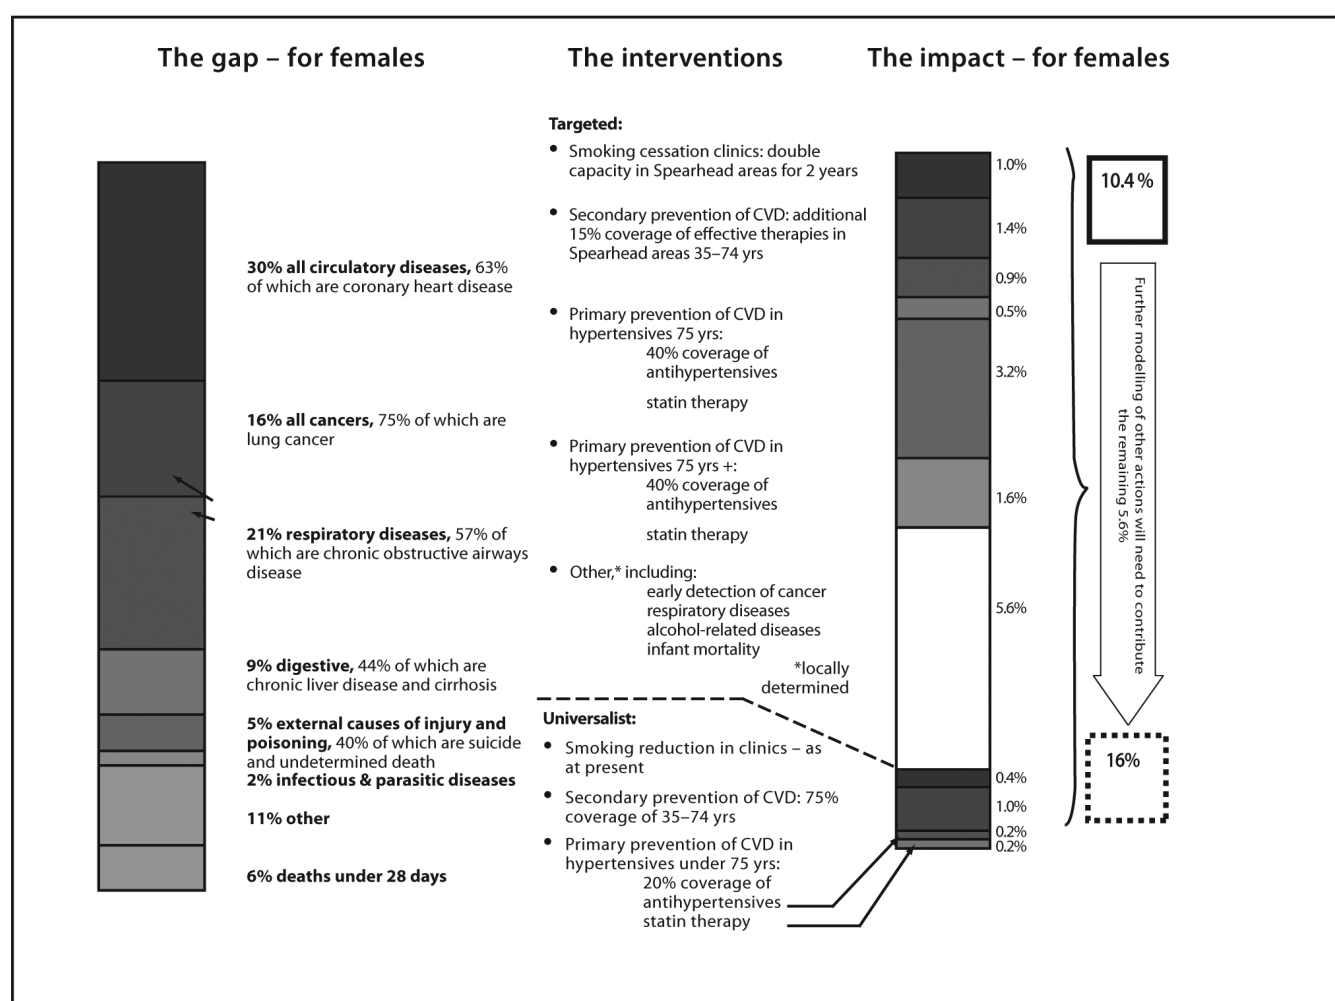 The gap – for females
30% all circulatory diseases, 63%
of which are coronary heart disease
16% all cancers, 75% of which are
lung cancer
21% respiratory diseases, 57% of
which are chronic obstructive airways
disease
9% digestive, 44% of which are
chronic liver disease and cirrhosis
5% external causes of injury and
poisoning, 40% of which are suicide
and undetermined death
2% infectious & parasitic diseases
11% other
6% deaths under 28 days
The interventions
Targeted:
• Smoking cessation clinics: double
capacity in Spearhead areas for 2 years
• Secondary prevention of CVD: additional
15% coverage of effective therapies in
Spearhead areas 35–74 yrs
• Primary prevention of CVD in
hypertensives 75 yrs:
40% coverage of
antihypertensives
statin therapy
• Primary prevention of CVD in
hypertensives 75 yrs +:
40% coverage of
antihypertensives
statin therapy
• Other,* including:
early detection of cancer
respiratory diseases
alcohol-related diseases
infant mortality
*locally
determined
Universalist:
• Smoking reduction in clinics – as
at present
• Secondary prevention of CVD: 75%
coverage of 35–74 yrs
• Primary prevention of CVD in
hypertensives under 75 yrs:
20% coverage of
antihypertensives
statin therapy
The impact – for females
1.0%
1.4%
0.9%
0.5%
3.2%
1.6%
5.6%
0.4%
1.0%
0.2%
0.2%
10.4 %
Further modelling of other actions will need to contribute
the remaining 5.6%
16%